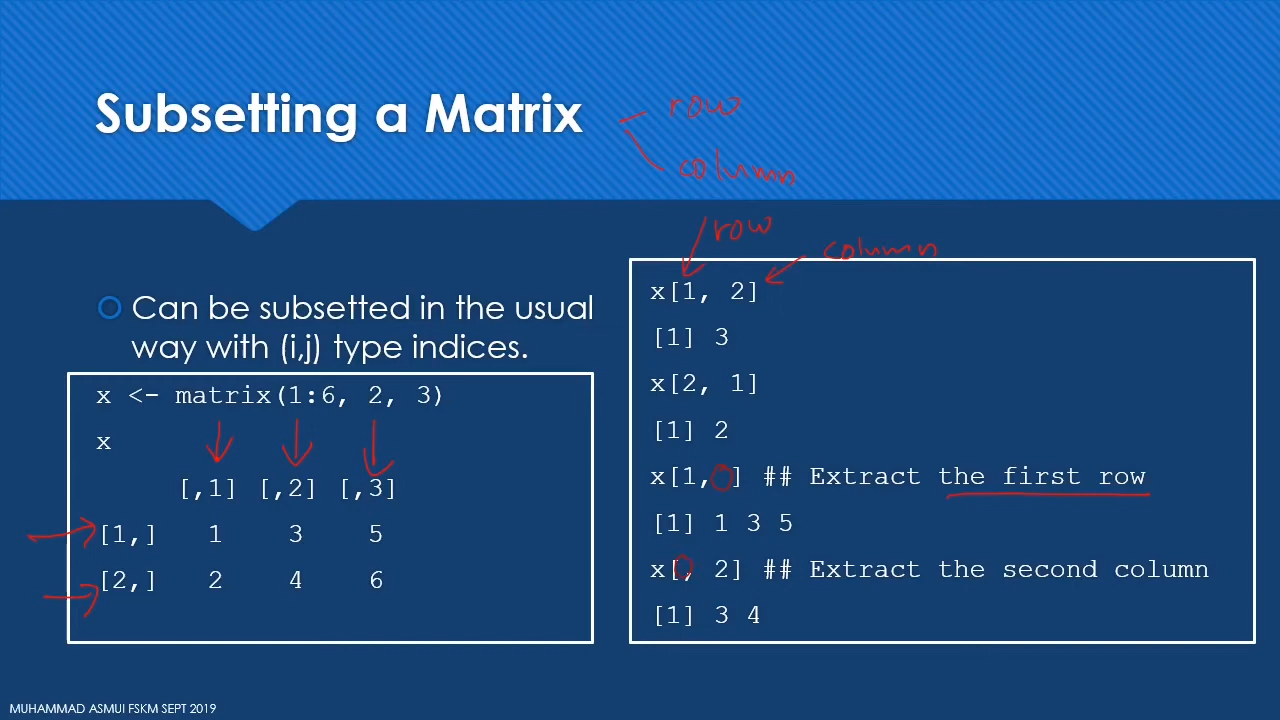 Subsetting a Matrix
row
column
Can be subsetted in the usual
way with (i,j) type indices.
x <- matrix(1:6, 2, 3)
x
[,1] [,2] [,3]
[1,] 1 3 5
[2,] 2 4 6
row
column
x[1, 2]
[1] 3
x[2, 1]
[1] 2
x[1, ] ## Extract the first row
[1] 1 3 5
x[, 2] ## Extract the second column
[1] 3 4
MUHAMMAD ASMUI FSKM SEPT 2019